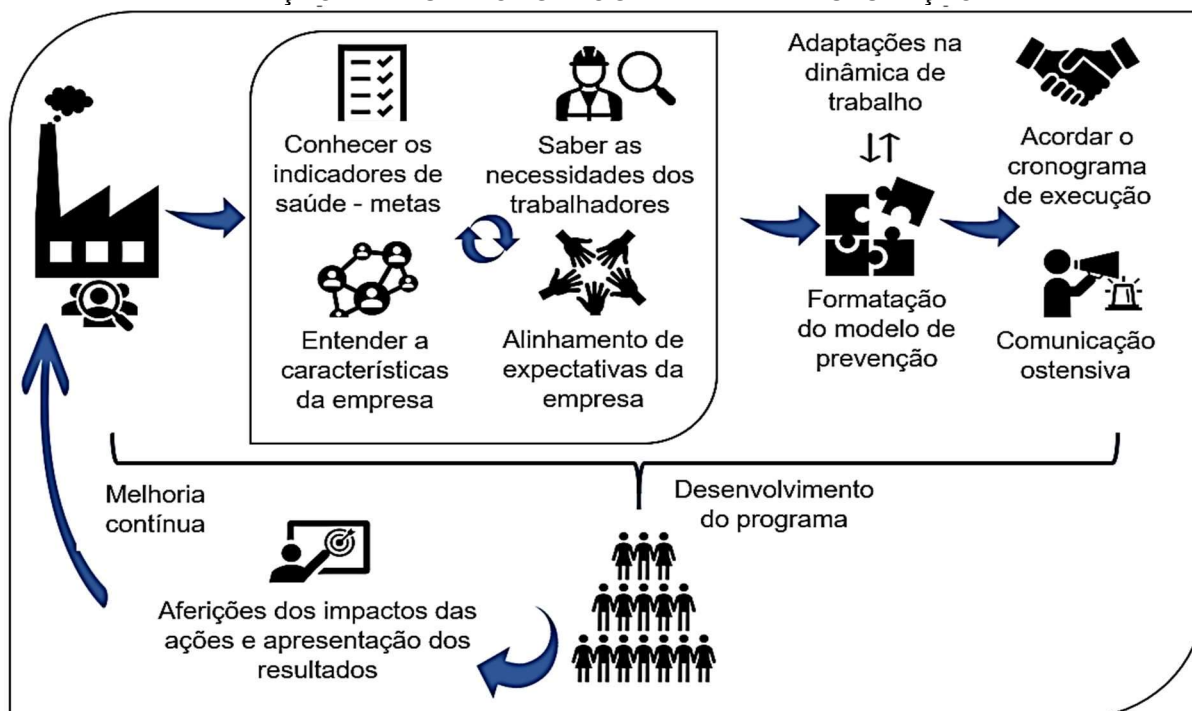 Conhecer os
indicadores de
saúde - metas
Saber as
necessidades dos
trabalhadores
Entender a
características
da empresa
Alinhamento de
expectativas da
empresa
Adaptações na
dinâmica de
trabalho
Formatação
do modelo de
prevenção
Acordar o
cronograma
de execução
Comunicação
ostensiva
Melhoria
contínua
Desenvolvimento
do programa
Aferições dos impactos das
ações e apresentação dos
resultados